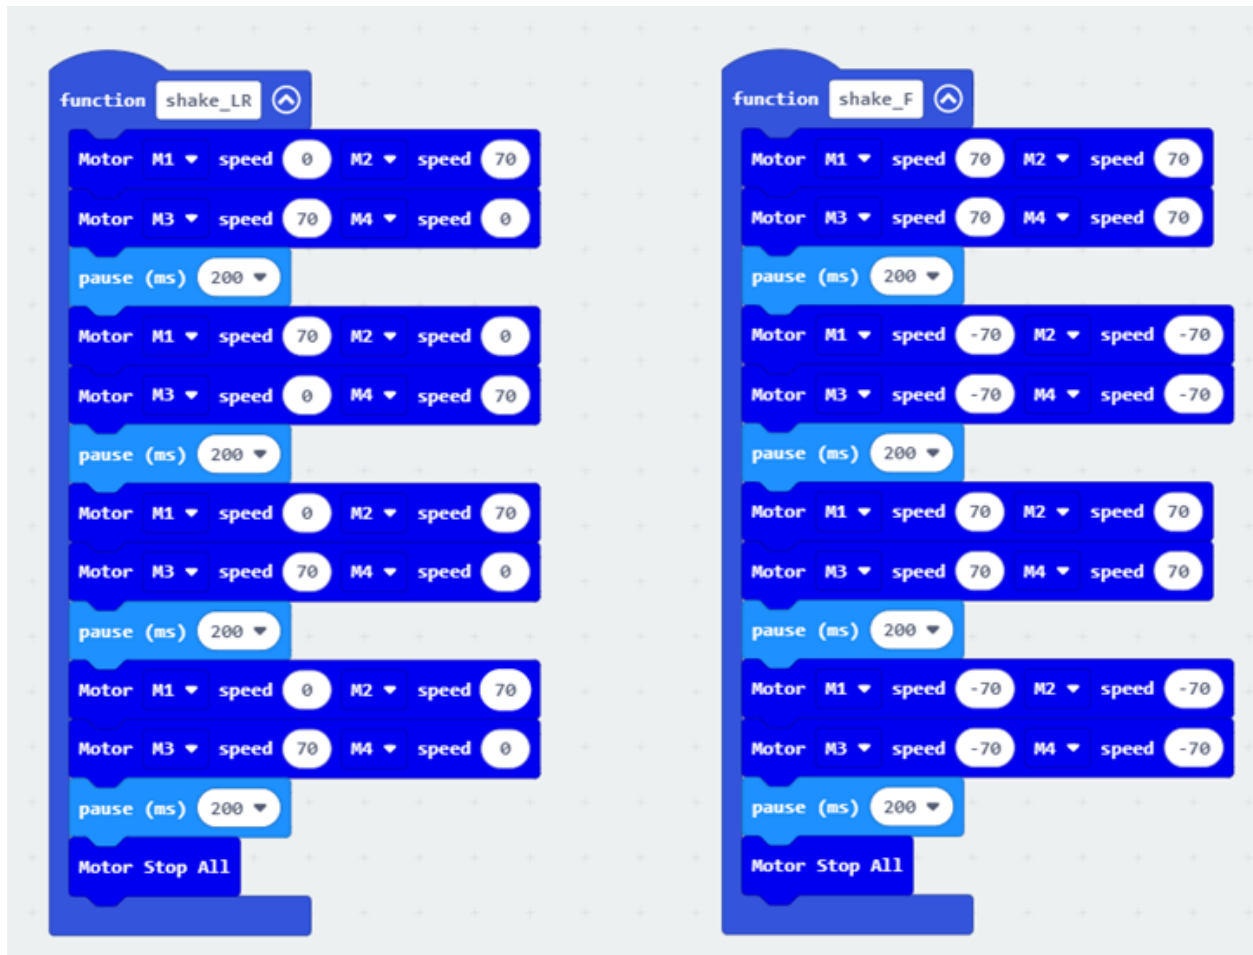 function shake_LR
Motor M1 speed 0 M2 speed 70
Motor M3 speed 70 M4 speed 0
pause (ms) 200
Motor M1 speed 70 M2 speed 0
Motor M3 speed 0 M4 speed 70
pause (ms) 200
Motor M1 speed 0 M2 speed 70
Motor M3 speed 70 M4 speed 0
pause (ms) 200
Motor M1 speed 0 M2 speed 70
Motor M3 speed 70 M4 speed 0
pause (ms) 200
Motor Stop All
function shake_F
Motor M1 speed 70 M2 speed 70
Motor M3 speed 70 M4 speed 70
pause (ms) 200
Motor M1 speed -70 M2 speed -70
Motor M3 speed -70 M4 speed -70
pause (ms) 200
Motor M1 speed 70 M2 speed 70
Motor M3 speed 70 M4 speed 70
pause (ms) 200
Motor M1 speed -70 M2 speed -70
Motor M3 speed -70 M4 speed -70
pause (ms) 200
Motor Stop All